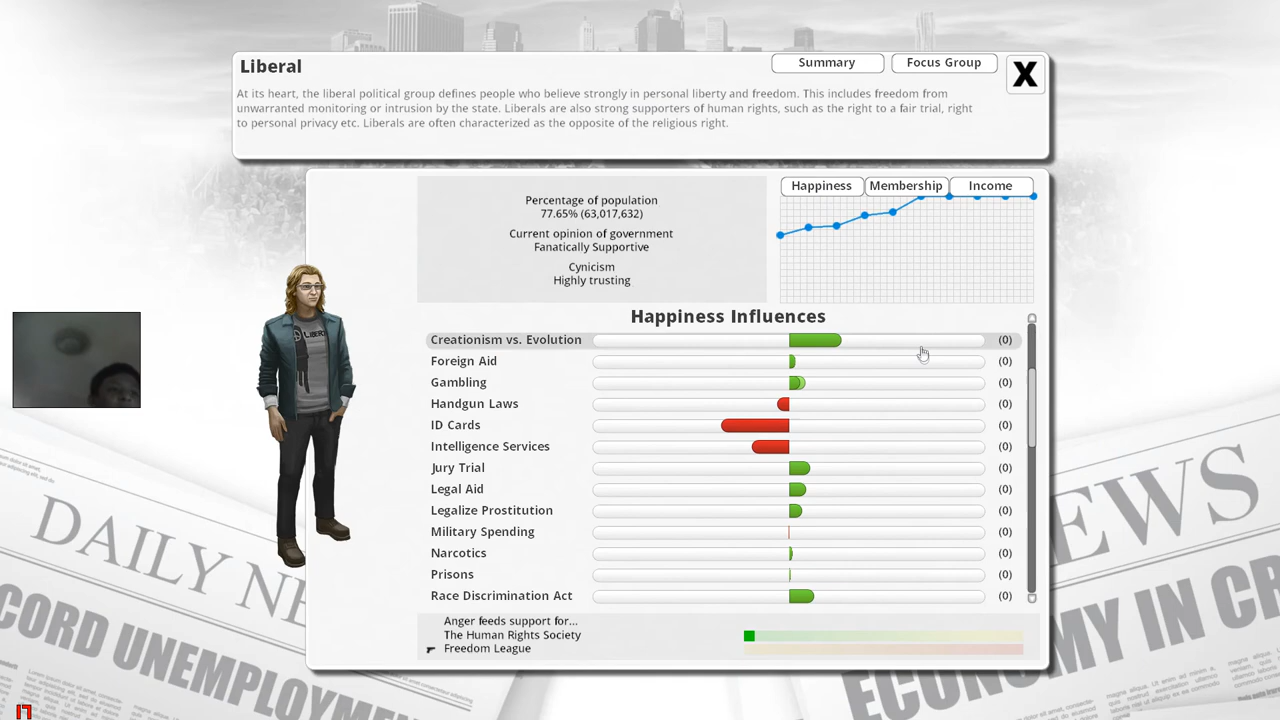 Liberal
Summary
Focus Group
X
At its heart, the liberal political group defines people who believe strongly in personal liberty and freedom. This includes freedom from
unwarranted monitoring or intrusion by the state. Liberals are also strong supporters of human rights, such as the right to a fair trial, right
to personal privacy etc. Liberals are often characterized as the opposite of the religious right.
Percentage of population
77.65% (63,017,632)
Current opinion of government
Fanatically Supportive
Cynicism
Highly trusting
Happiness
Membership
Income
Happiness Influences
Creationism vs. Evolution (0)
Foreign Aid (0)
Gambling (0)
Handgun Laws (0)
ID Cards (0)
Intelligence Services (0)
Jury Trial (0)
Legal Aid (0)
Legalize Prostitution (0)
Military Spending (0)
Narcotics (0)
Prisons (0)
Race Discrimination Act (0)
Anger feeds support for...
The Human Rights Society
Freedom League
DAILY NE
CORD UNEMPLOYM
EWS
ECONOMY IN CR